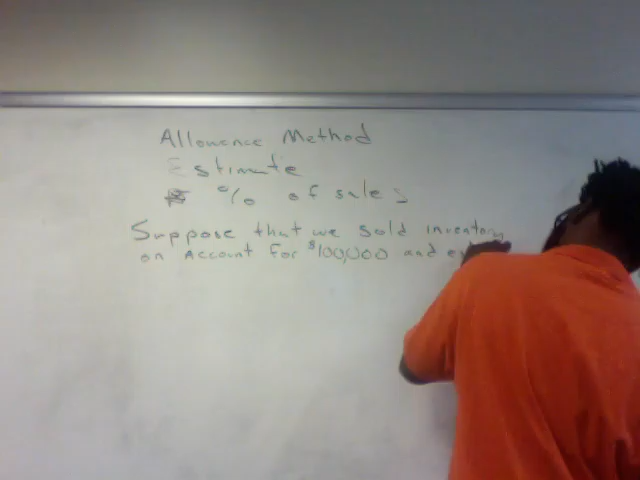 Allowance Method
Estimate
% of sales
Suppose that we sold inventory
on Account for $100,000 and